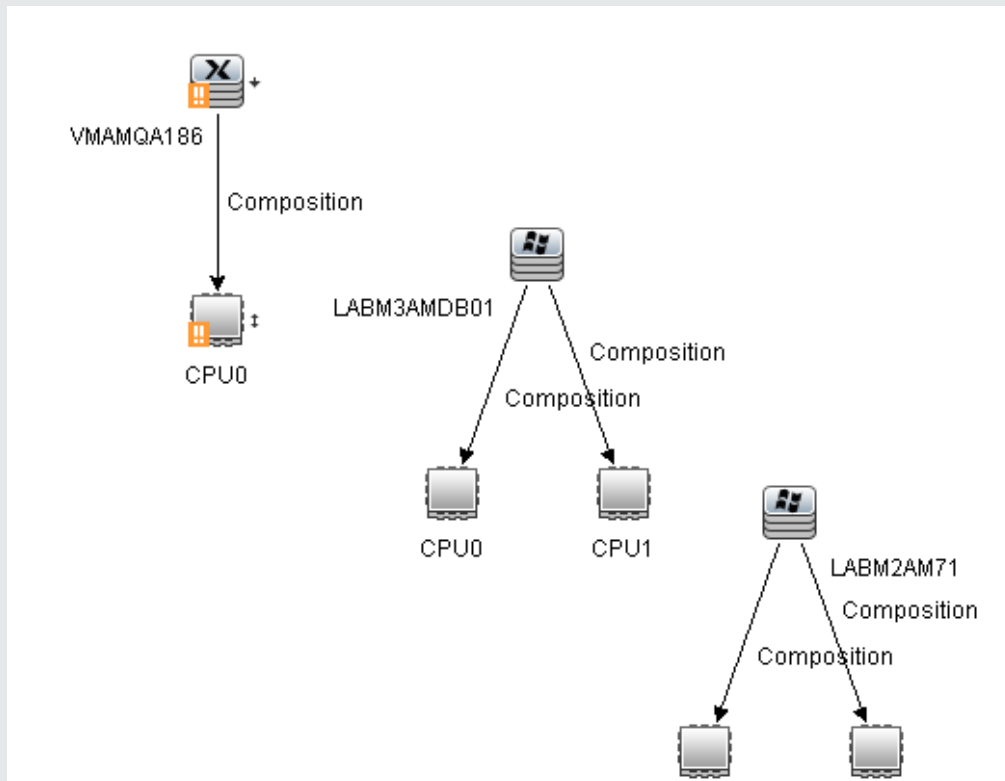 VMAMQA186
Composition
CPU0
LABM3AMDB01
Composition
Composition
CPU0
CPU1
LABM2AM71
Composition
Composition